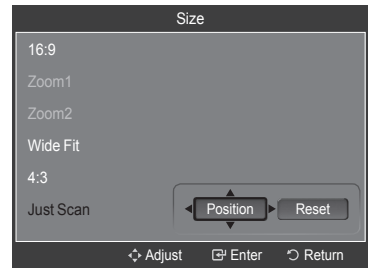 Size
16:9
Zoom1
Zoom2
Wide Fit
4:3
Just Scan Position Reset
Adjust Enter Return